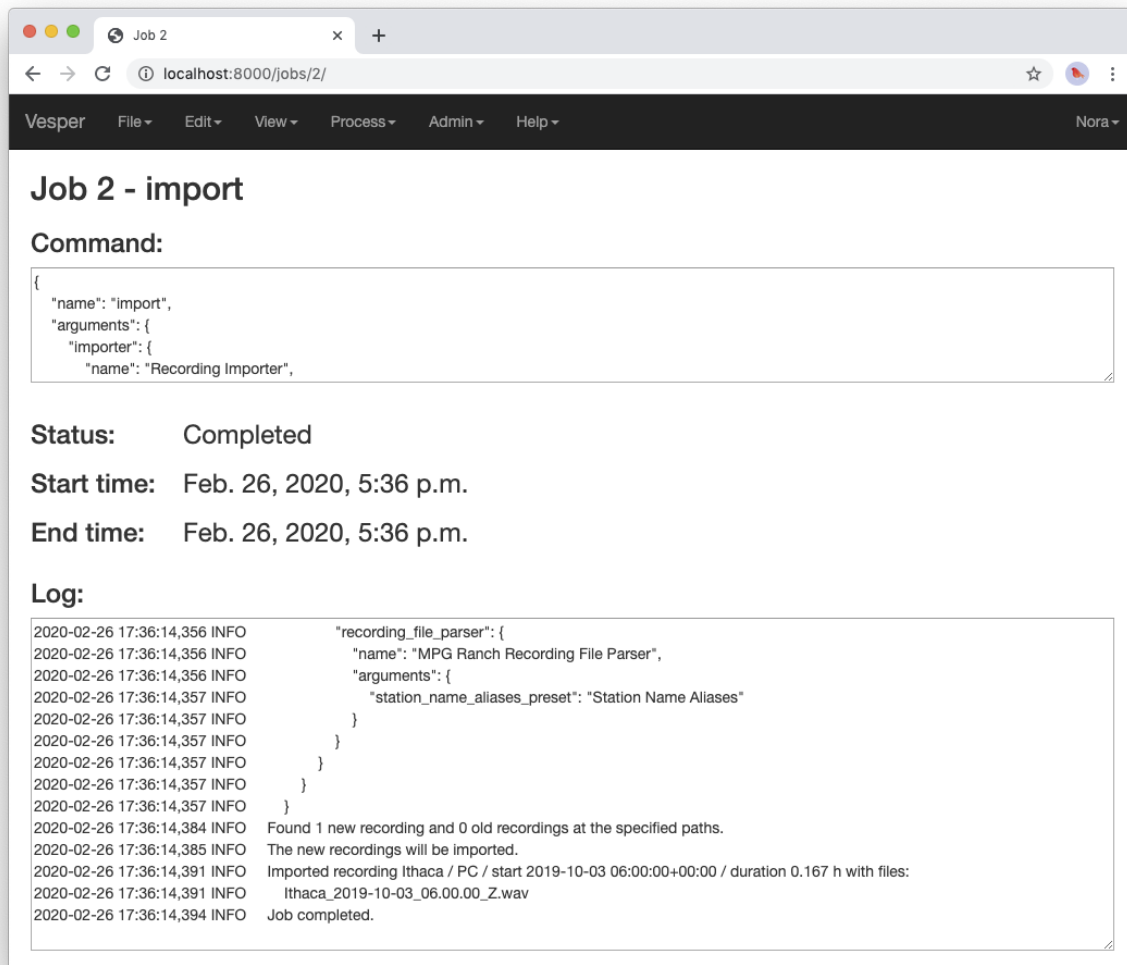 Job 2
localhost:8000/jobs/2/
Vesper File Edit View Process Admin Help Nora
Job 2 - import
Command:
{
"name": "import",
"arguments": {
"importer": {
"name": "Recording Importer",
Status: Completed
Start time: Feb. 26, 2020, 5:36 p.m.
End time: Feb. 26, 2020, 5:36 p.m.
Log:
2020-02-26 17:36:14,356 INFO "recording_file_parser": {
2020-02-26 17:36:14,356 INFO "name": "MPG Ranch Recording File Parser",
2020-02-26 17:36:14,356 INFO "arguments": {
2020-02-26 17:36:14,357 INFO "station_name_aliases_preset": "Station Name Aliases"
2020-02-26 17:36:14,357 INFO }
2020-02-26 17:36:14,357 INFO }
2020-02-26 17:36:14,357 INFO }
2020-02-26 17:36:14,357 INFO }
2020-02-26 17:36:14,357 INFO }
2020-02-26 17:36:14,384 INFO Found 1 new recording and 0 old recordings at the specified paths.
2020-02-26 17:36:14,385 INFO The new recordings will be imported.
2020-02-26 17:36:14,391 INFO Imported recording Ithaca / PC / start 2019-10-03 06:00:00+00:00 / duration 0.167 h with files:
2020-02-26 17:36:14,391 INFO Ithaca_2019-10-03_06.00.00_Z.wav
2020-02-26 17:36:14,394 INFO Job completed.